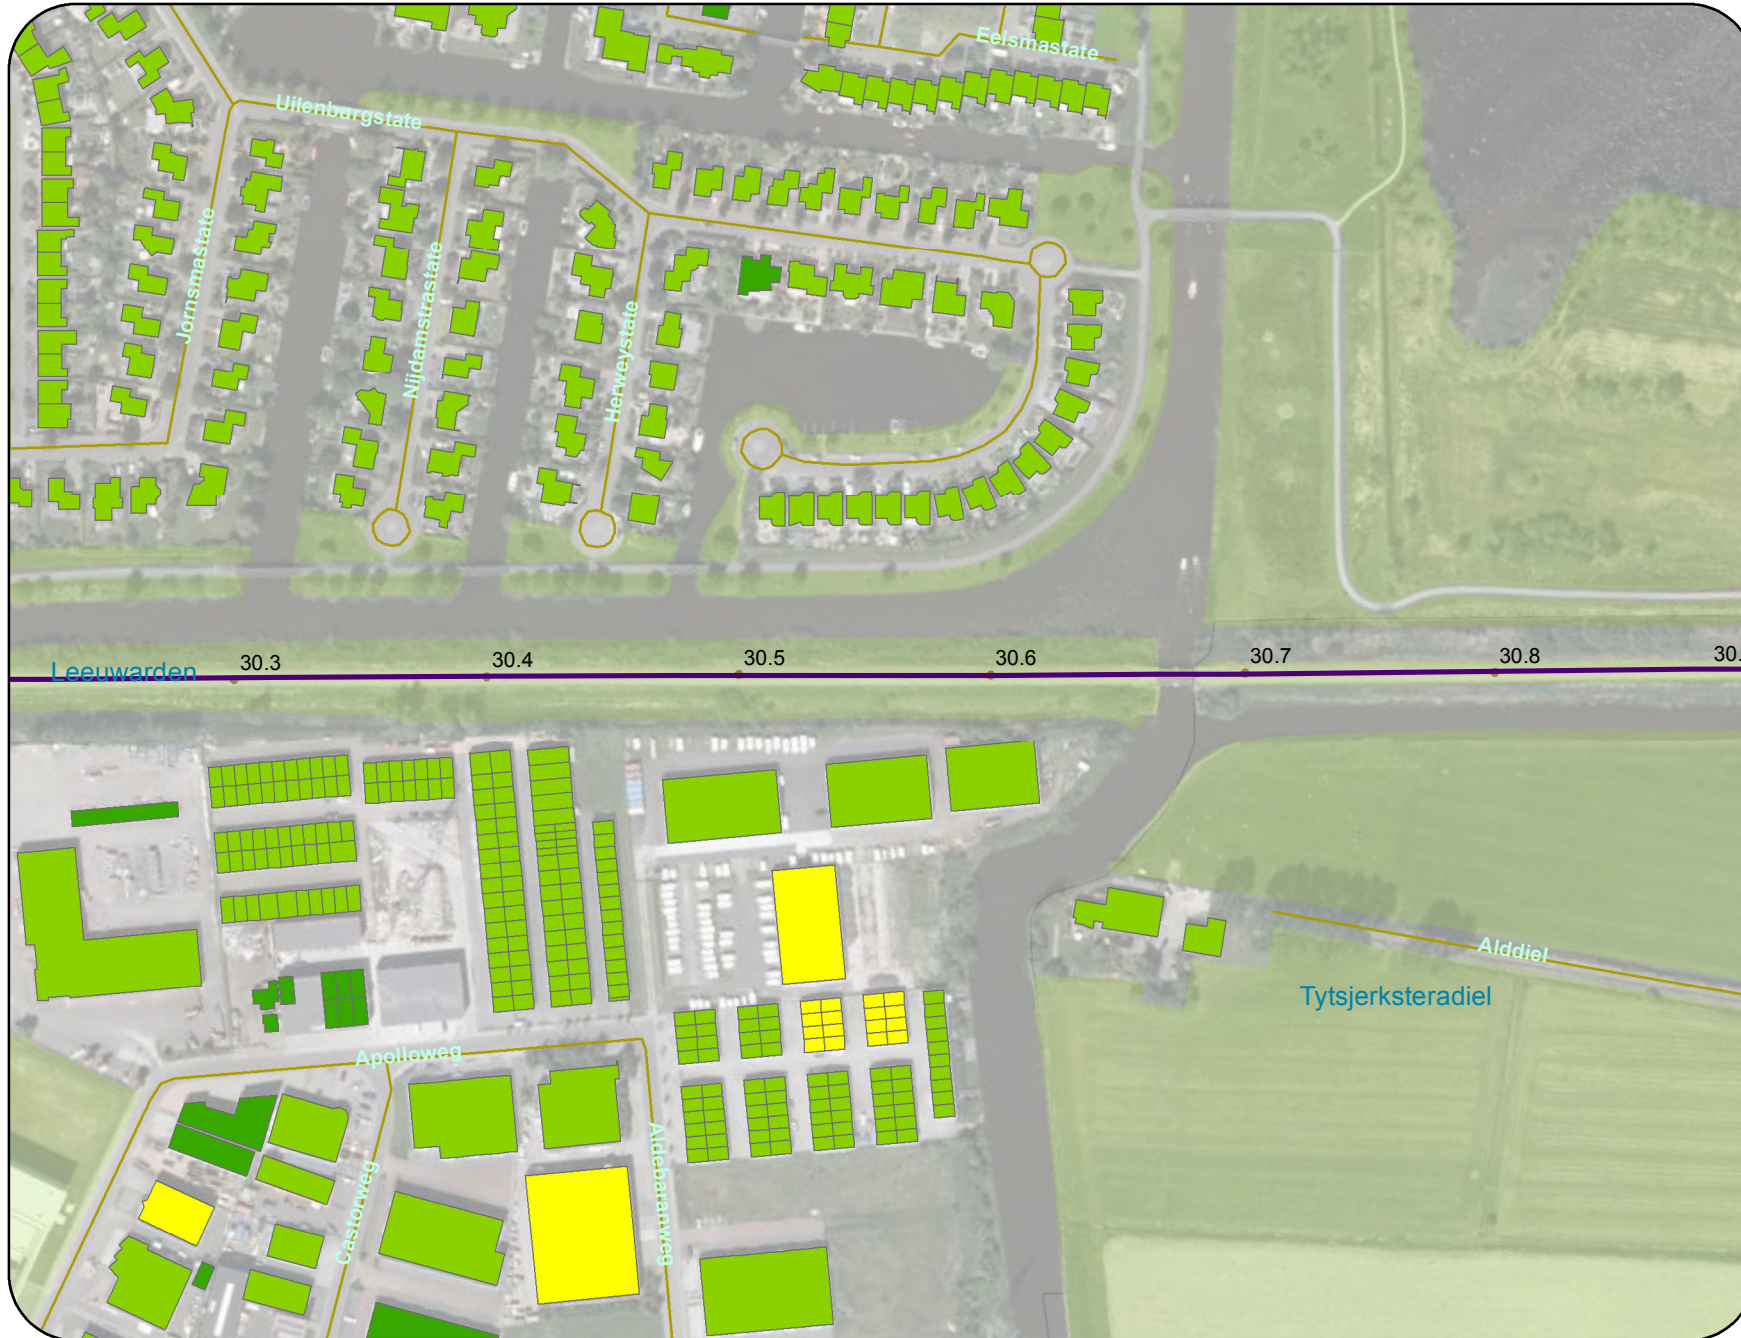 Eelsmastate
Uilenburgstate
Jornsmastate
Nijdamstrastate
Herweystate
Leeuwarden
30.3
30.4
30.5
30.6
30.7
30.8
30.
Alddiel
Tytsjerksteradiel
Apolloweg
Castorweg
Aldebaranweg